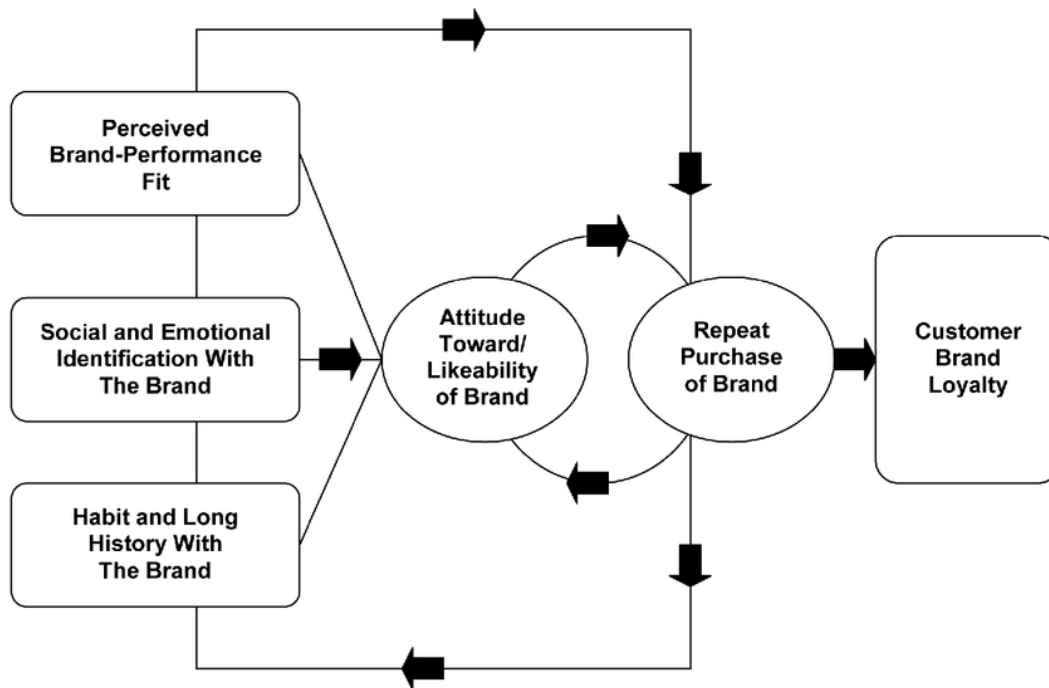 Perceived
Brand-Performance
Fit
Social and Emotional
Identification With
The Brand
Habit and Long
History With
The Brand
Attitude
Toward/
Likeability
of Brand
Repeat
Purchase
of Brand
Customer
Brand
Loyalty